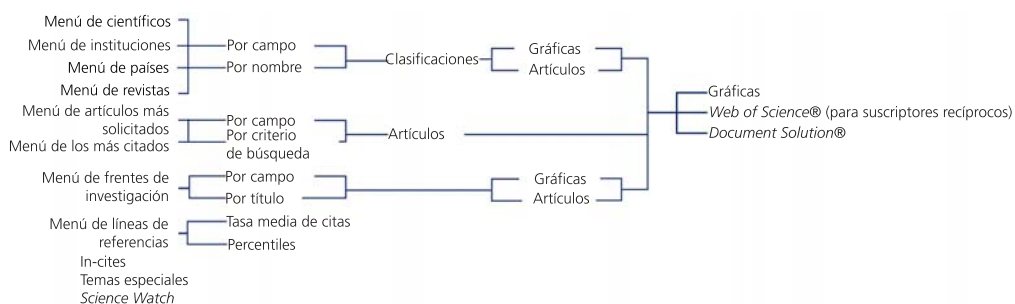 Menú de científicos
Menú de instituciones
Menú de países
Menú de revistas
Por campo
Por nombre
Clasificaciones
Gráficas
Artículos
Menú de artículos más
solicitados
Menú de los más citados
Por campo
Por criterio
de búsqueda
Artículos
Menú de frentes de
investigación
Por campo
Por título
Gráficas
Artículos
Gráficas
Web of Science® (para suscriptores recíprocos)
Document Solution®
Menú de líneas de
referencias
Tasa media de citas
Percentiles
In-cites
Temas especiales
Science Watch